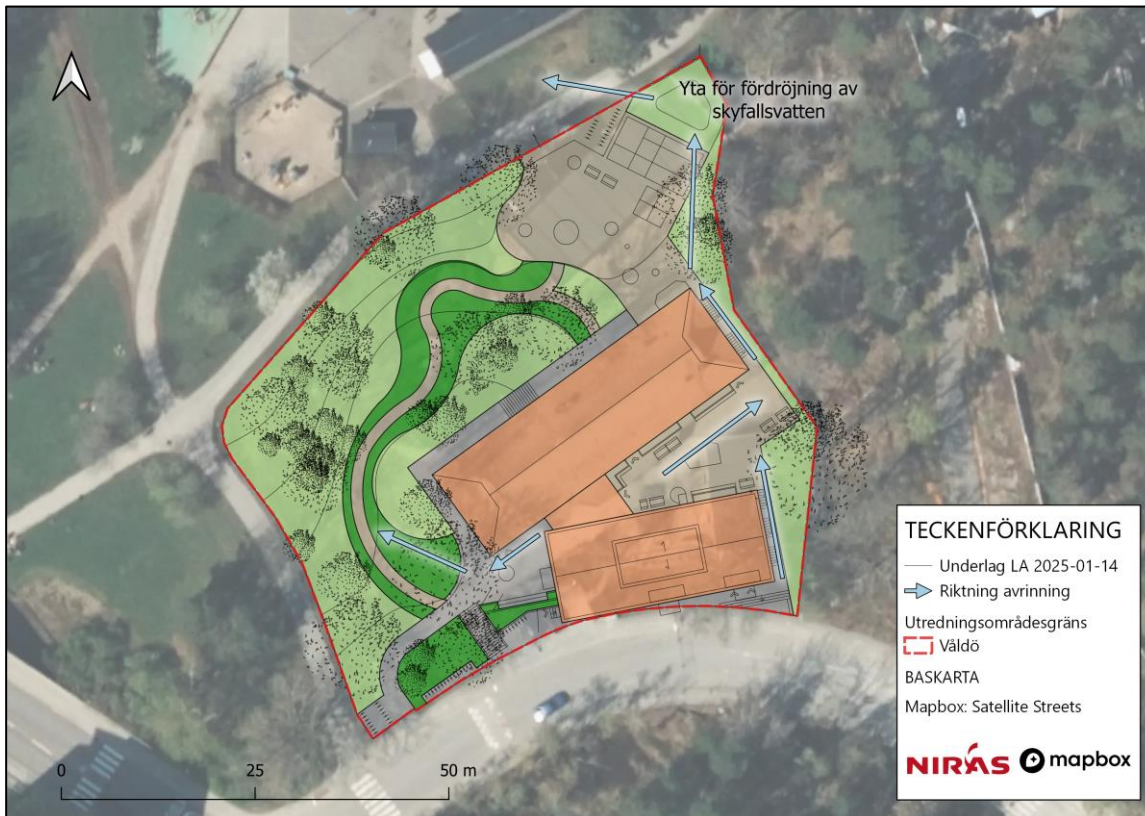 Yta för fördröjning av
skyfallsvatten
TECKENFÖRKLARING
Underlag LA 2025-01-14
Riktning avrinning
Utredningsområdesgräns
Våldö
BASKARTA
Mapbox: Satellite Streets
NIRAS mapbox
0 25 50 m